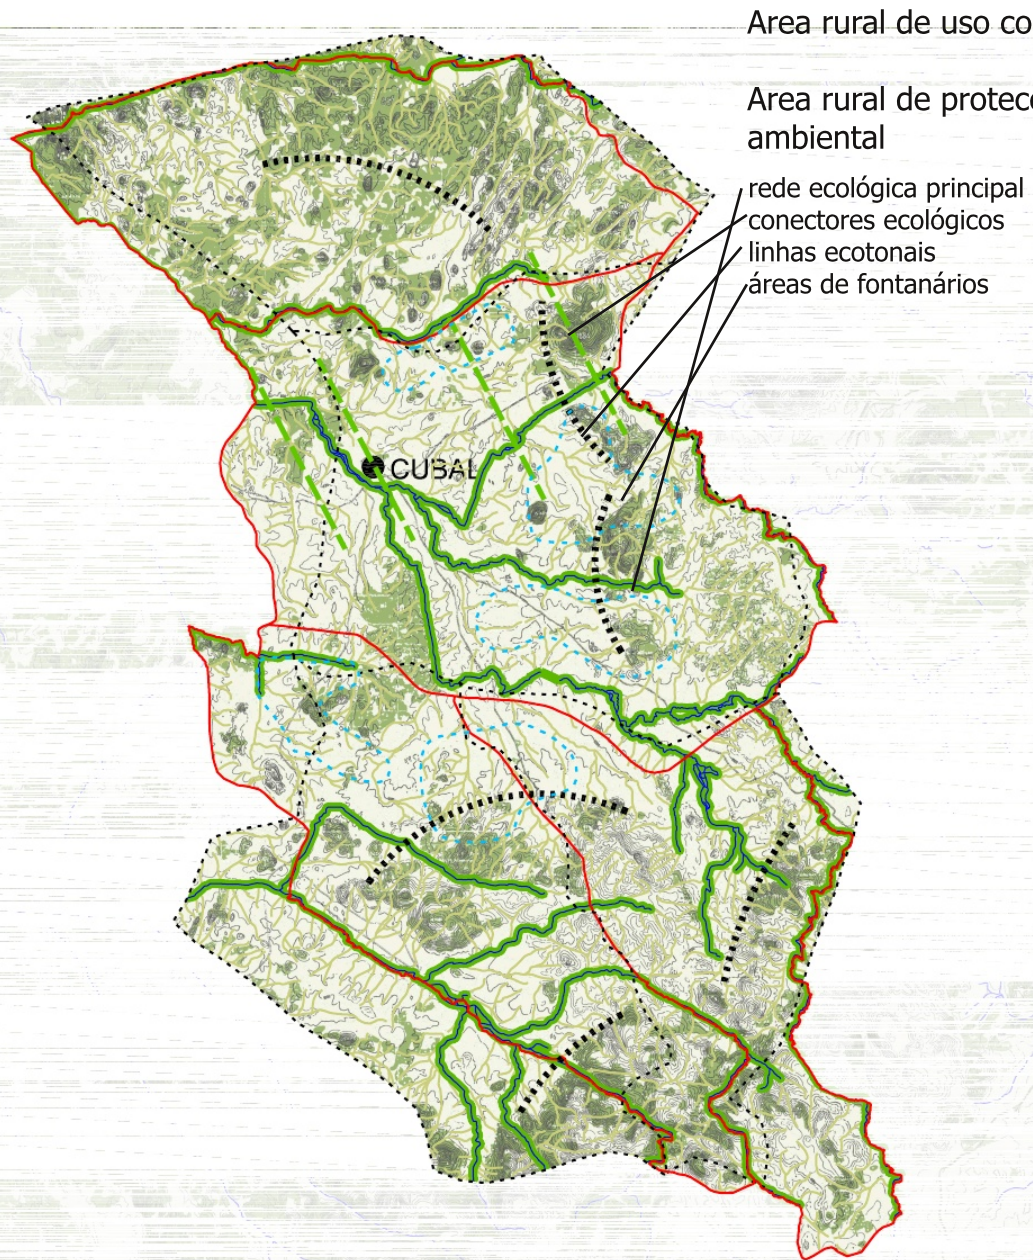 Area rural de uso co
Area rural de protec
ambiental
rede ecológica principal
conectores ecológicos
linhas ecotonais
áreas de fontanários
CUBAL